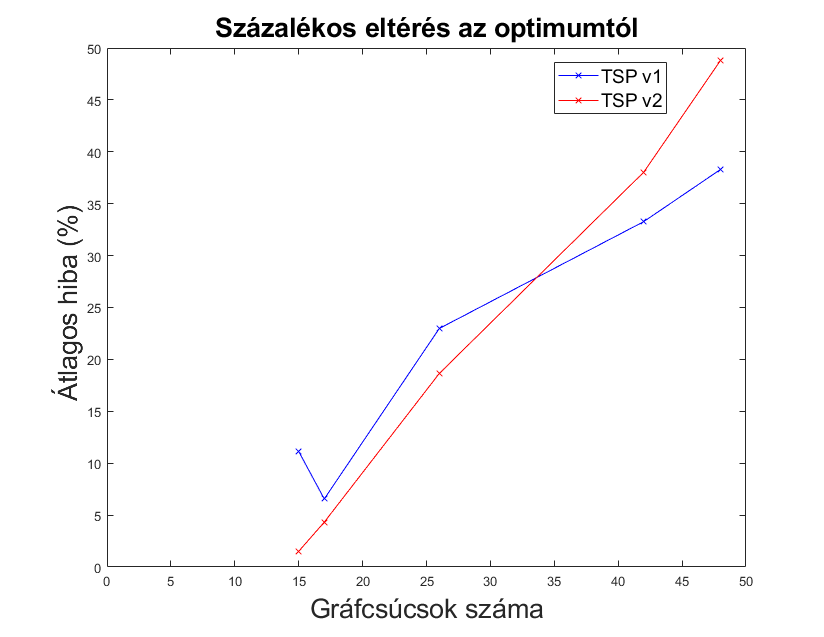 Százalékos eltérés az optimumtól
TSP v1
TSP v2
Átlagos hiba (%)
50
45
40
35
30
25
20
15
10
5
0
0 5 10 15 20 25 30 35 40 45 50
Gráfcsúcsok száma